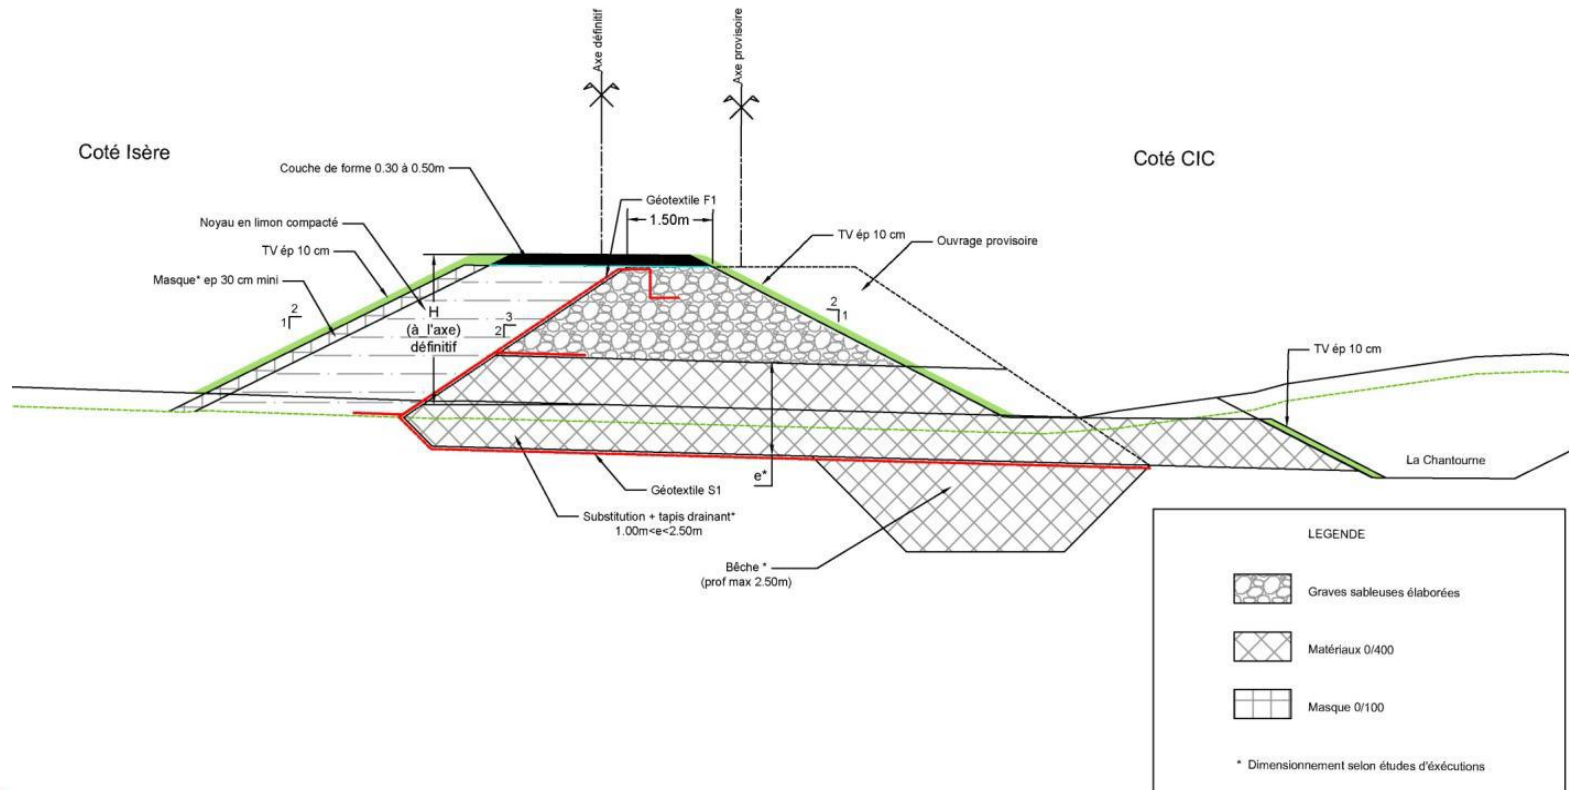 Axe définitif
Axe provisoire
Coté Isère
Coté CIC
Couche de forme 0.30 à 0.50m
Géotextile F1
1.50m
Noyau en limon compacté
TV ép 10 cm
TV ép 10 cm
Ouvrage provisoire
Masque* ep 30 cm mini
2
1
H
(à l'axe)
définitif
3
2
2
1
TV ép 10 cm
e*
La Chantourne
Géotextile S1
Substitution + tapis drainant*
1.00m<e<2.50m
Bêche *
(prof max 2.50m)
LEGENDE
Graves sableuses élaborées
Matériaux 0/400
Masque 0/100
* Dimensionnement selon études d'éxécutions